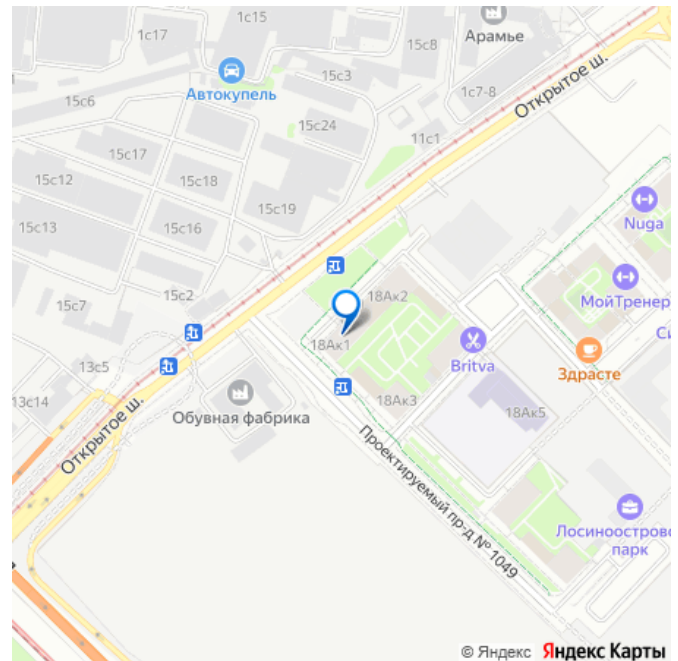 1с17
1с15
15с8
Арамье
15с3
Автокупель
15с6
1с7-8
Открытое ш.
15с24
11с1
15с17
15с12
15с18
15с19
Nuga
15с13
15с16
МойТренер
15с2
18Ак2
15с7
Си
18Ак1
Britva
13с5
Здрасте
13с14
Обувная фабрика
18Ак3
18Ак5
Открытое ш.
Проектируемый пр-д № 1049
Лосиноостровс
парк
© Яндекс Яндекс Карты